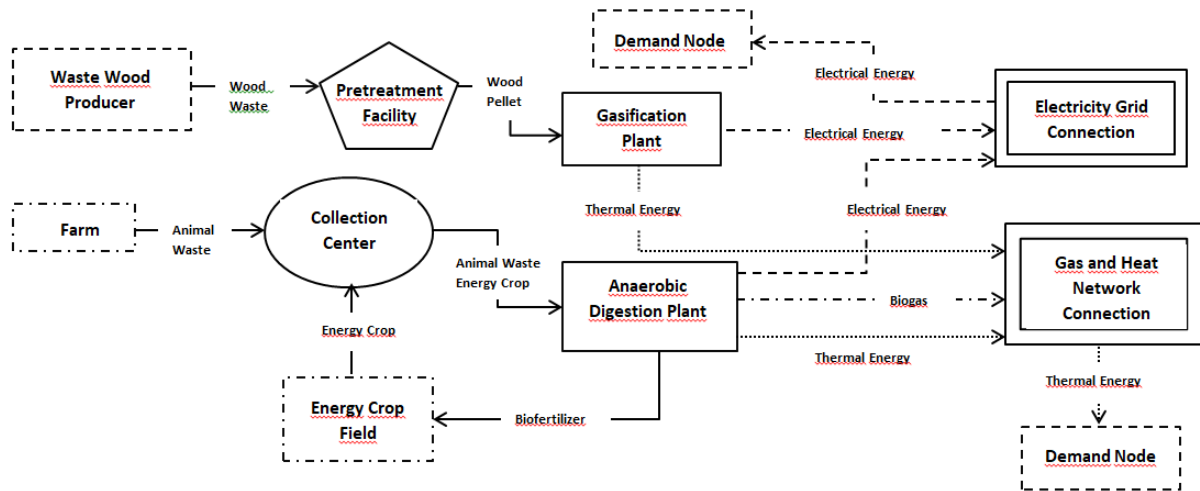 Demand Node
Waste Wood
Producer
Wood
Waste
Pretreatment
Facility
Wood
Pellet
Gasification
Plant
Electrical Energy
Electrical Energy
Electricity Grid
Connection
Farm
Animal
Waste
Collection
Center
Animal Waste
Energy Crop
Thermal Energy
Electrical Energy
Anaerobic
Digestion Plant
Biogas
Thermal Energy
Gas and Heat
Network
Connection
Energy Crop
Energy Crop
Field
Biofertilizer
Thermal Energy
Demand Node